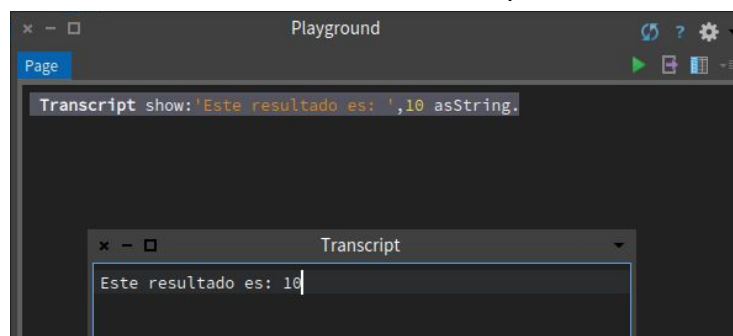 Playground
?
Page
Transcript show:'Este resultado es: ',10 asString.
Transcript
Este resultado es: 10